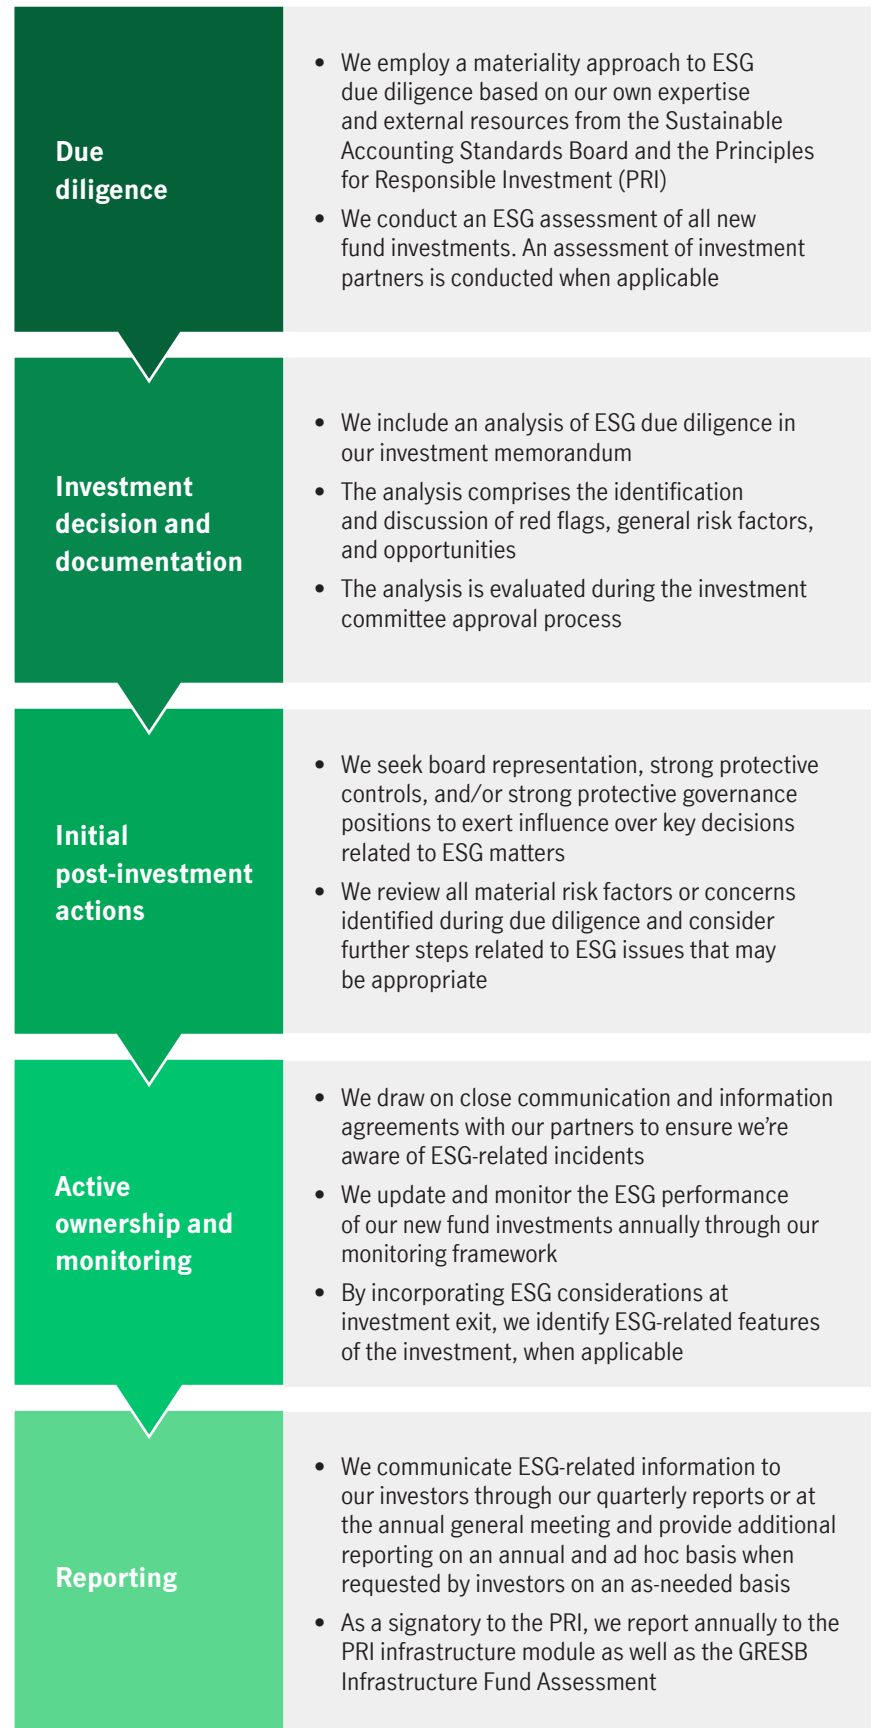 Due
diligence
• We employ a materiality approach to ESG
due diligence based on our own expertise
and external resources from the Sustainable
Accounting Standards Board and the Principles
for Responsible Investment (PRI)
• We conduct an ESG assessment of all new
fund investments. An assessment of investment
partners is conducted when applicable
Investment
decision and
documentation
• We include an analysis of ESG due diligence in
our investment memorandum
• The analysis comprises the identification
and discussion of red flags, general risk factors,
and opportunities
• The analysis is evaluated during the investment
committee approval process
Initial
post-investment
actions
• We seek board representation, strong protective
controls, and/or strong protective governance
positions to exert influence over key decisions
related to ESG matters
• We review all material risk factors or concerns
identified during due diligence and consider
further steps related to ESG issues that may
be appropriate
Active
ownership and
monitoring
• We draw on close communication and information
agreements with our partners to ensure we’re
aware of ESG-related incidents
• We update and monitor the ESG performance
of our new fund investments annually through our
monitoring framework
• By incorporating ESG considerations at
investment exit, we identify ESG-related features
of the investment, when applicable
Reporting
• We communicate ESG-related information to
our investors through our quarterly reports or at
the annual general meeting and provide additional
reporting on an annual and ad hoc basis when
requested by investors on an as-needed basis
• As a signatory to the PRI, we report annually to the
PRI infrastructure module as well as the GRESB
Infrastructure Fund Assessment